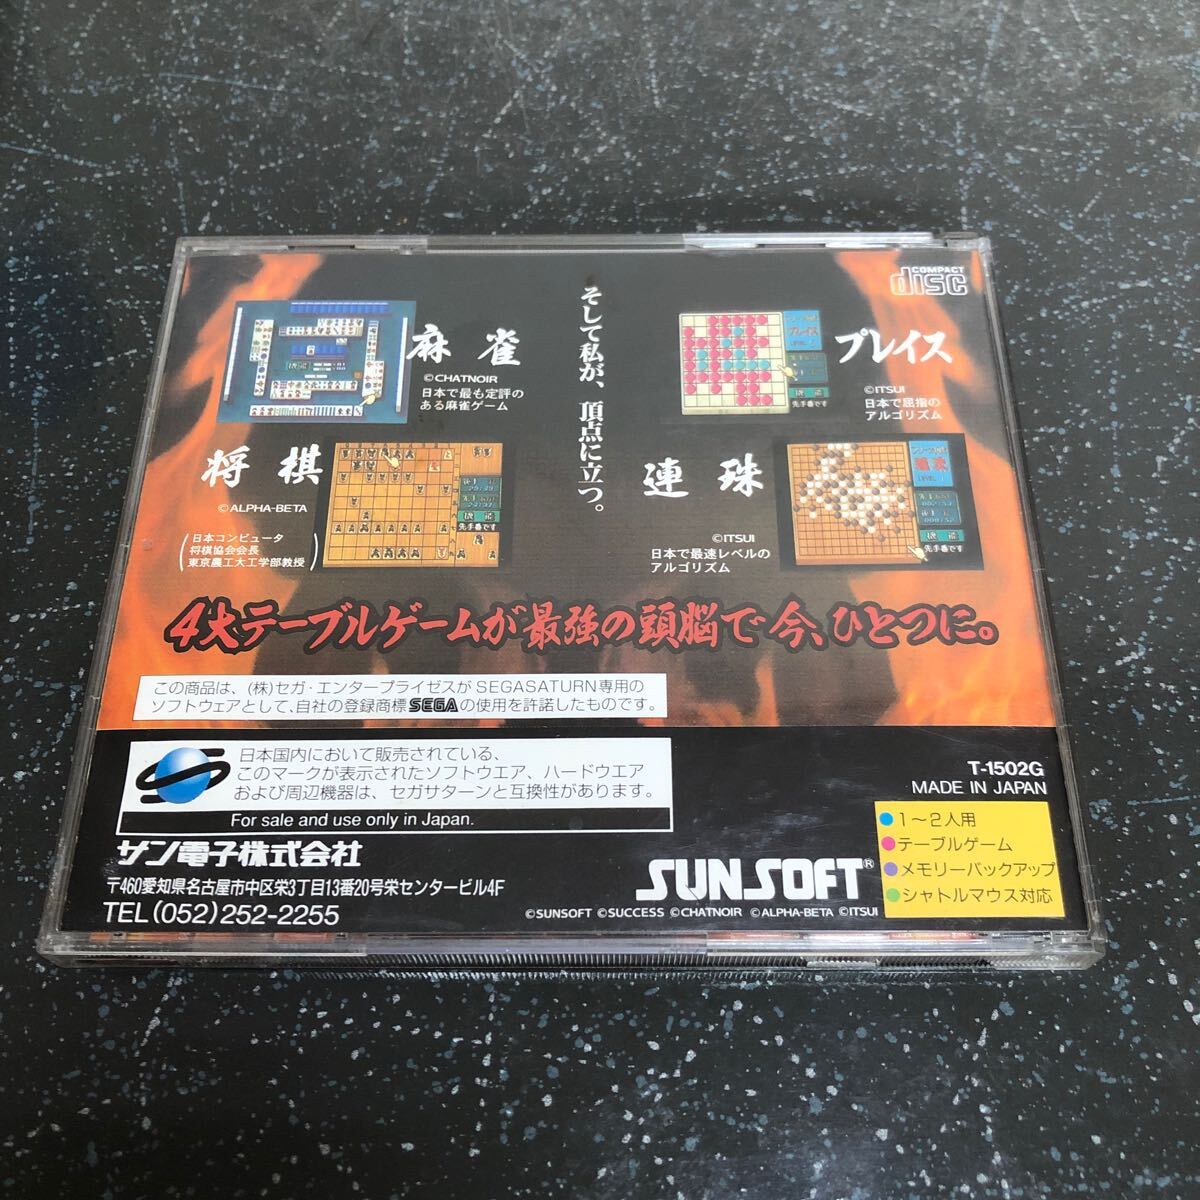 COMPACT
disc
麻雀
©CHATNOIR
日本で最も定評の
ある麻雀ゲーム
そして私が、頂点に立つ。
プレイス
©ITSUI
日本で屈指の
アルゴリズム
将棋
©ALPHA-BETA
(日本コンピュータ
将棋協会会長
東京農工大工学部教授)
先手番です
連珠
©ITSUI
日本で最速レベルの
アルゴリズム
先手番です
4大テーブルゲームが最強の頭脳で今、ひとつに。
この商品は、(株)セガ・エンタープライゼスがSEGASATURN専用の
ソフトウェアとして、自社の登録商標SEGAの使用を許諾したものです。
日本国内において販売されている、
このマークが表示されたソフトウエア、ハードウエア
および周辺機器は、セガサターンと互換性があります。
For sale and use only in Japan.
T-1502G
MADE IN JAPAN
1〜2人用
テーブルゲーム
メモリーバックアップ
シャトルマウス対応
サン電子株式会社
〒460愛知県名古屋市中区栄3丁目13番20号栄センタービル4F
TEL(052)252-2255
SUNSOFT®
©SUNSOFT ©SUCCESS ©CHATNOIR ©ALPHA-BETA ©ITSUI